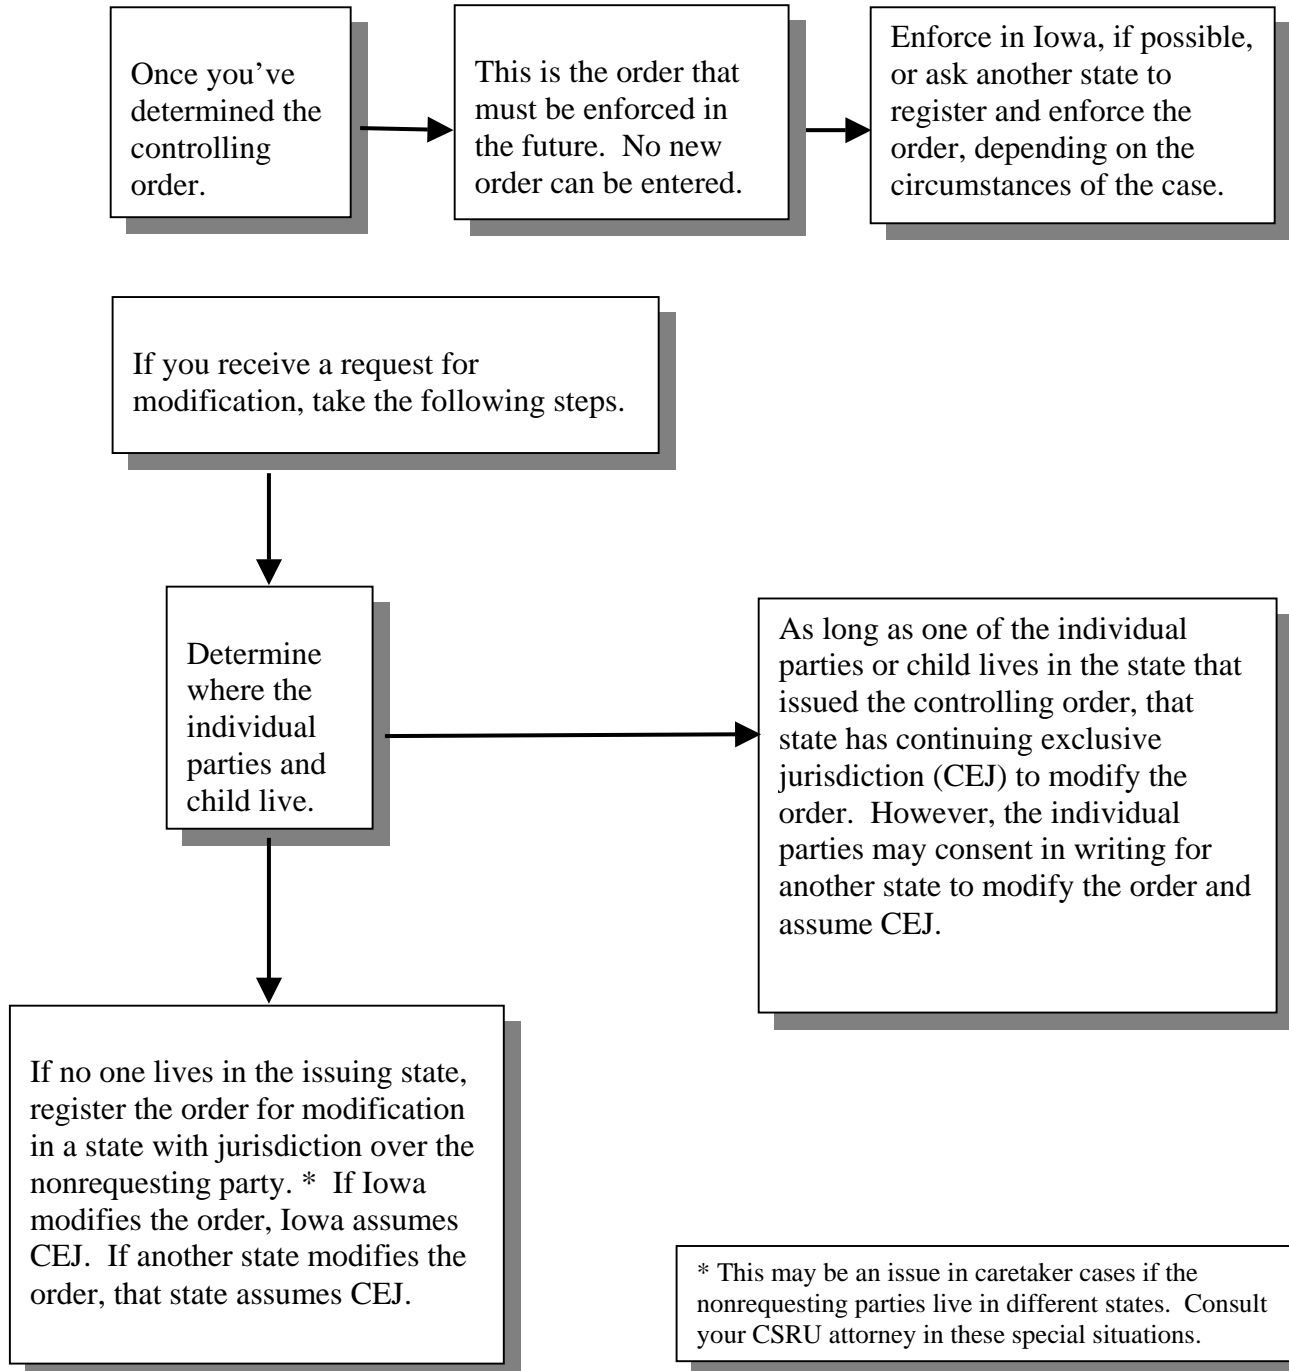 Once you've
determined the
controlling
order.
This is the order that
must be enforced in
the future.  No new
order can be entered.
Enforce in Iowa, if possible,
or ask another state to
register and enforce the
order, depending on the
circumstances of the case.
If you receive a request for
modification, take the following steps.
Determine
where the
individual
parties and
child live.
As long as one of the individual
parties or child lives in the state that
issued the controlling order, that
state has continuing exclusive
jurisdiction (CEJ) to modify the
order.  However, the individual
parties may consent in writing for
another state to modify the order and
assume CEJ.
If no one lives in the issuing state,
register the order for modification
in a state with jurisdiction over the
nonrequesting party. *  If Iowa
modifies the order, Iowa assumes
CEJ.  If another state modifies the
order, that state assumes CEJ.
* This may be an issue in caretaker cases if the
nonrequesting parties live in different states.  Consult
your CSRU attorney in these special situations.